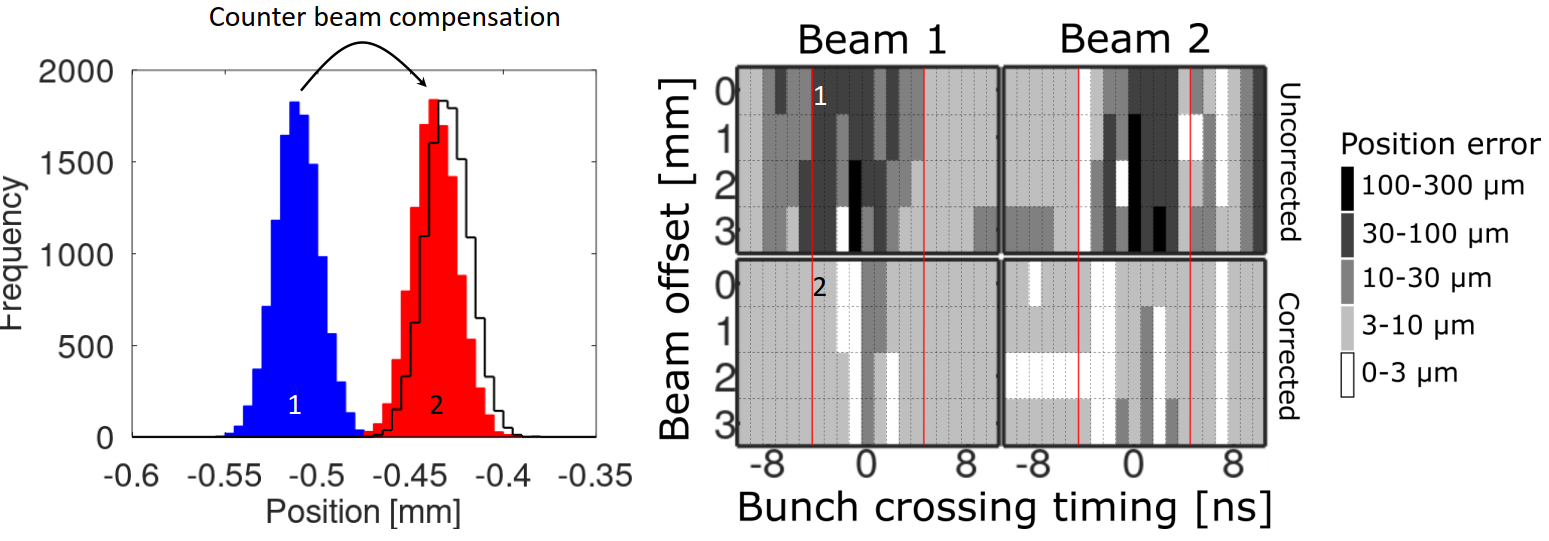 Counter beam compensation
2000
1500
1000
500
0
Frequency
1
2
-0.6 -0.55 -0.5 -0.45 -0.4 -0.35
Position [mm]
Beam 1 Beam 2
Beam offset [mm]
0
1
2
3
0
1
2
3
1
2
Uncorrected
Corrected
-8 0 8 -8 0 8
Bunch crossing timing [ns]
Position error
100-300 μm
30-100 μm
10-30 μm
3-10 μm
0-3 μm